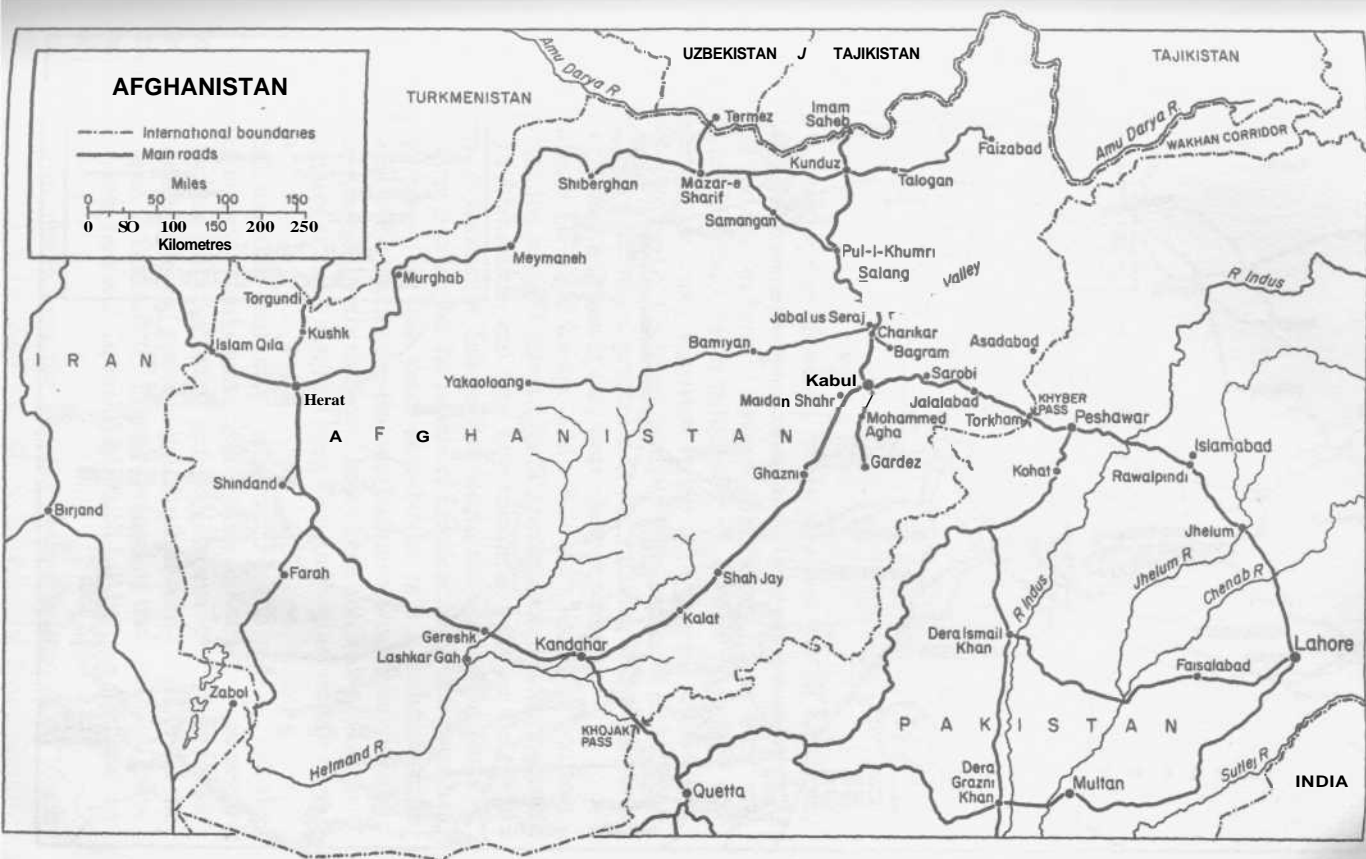 AFGHANISTAN
International boundaries
Main roads
Miles
0 50 100 150
0 SO 100 150 200 250
Kilometres
UZBEKISTAN J TAJIKISTAN
TAJIKISTAN
TURKMENISTAN
Amu Darya R
Amu Darya R
WAKHAN CORRIDOR
Termez
Imam
Saheb
Faizabad
Kunduz
Talogan
Shiberghan
Mazar-e
Sharif
Samangan
Meymaneh
Pul-I-Khumri
Salang
Valley
Murghab
R Indus
Torgundi
Kushk
Islam Qila
Jabal us Seraj
Charikar
Bagram
Bamiyan
Asadabad
IRAN
Yakaoloang
Sarobi
Kabul
Maidan Shahr
Jalalabad
KHYBER
PASS
Herat
Mohammed
Agha
Torkham
Peshawar
AFGHANISTAN
Islamabad
Gardez
Ghazni
Kohat
Rawalpindi
Shindand
Birjand
Jhelum
Farah
Shah Jay
Jhelum R
Chenab R
R Indus
Kalat
Gereshk
Kandahar
Lashkar Gah
Dera Ismail
Khan
Lahore
Faisalabad
Zabol
PAKISTAN
KHOJAK
PASS
Helmand R
Sutlej R
Dera
Grazni
Khan
Multan
Quetta
INDIA